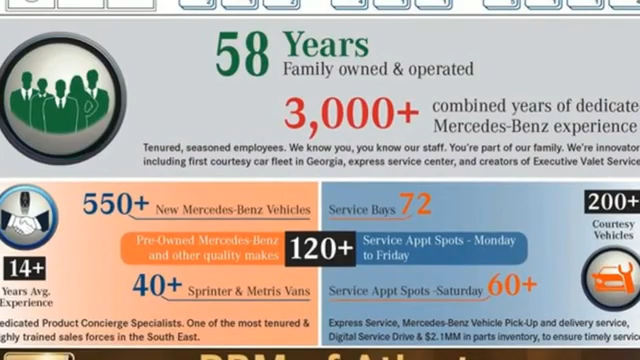 58 Years
Family owned & operated
3,000+ combined years of dedicate
Mercedes-Benz experience
Tenured, seasoned employees. We know you, you know our staff. You're part of our family. We're innovator
including first courtesy car fleet in Georgia, express service center, and creators of Executive Valet Service
550+ New Mercedes-Benz Vehicles
Pre-Owned Mercedes-Benz
and other quality makes
120+
40+ Sprinter & Metris Vans
14+
Years Avg.
Experience
edicated Product Concierge Specialists. One of the most tenured &
ghly trained sales forces in the South East.
Service Bays 72
Service Appt Spots - Monday
to Friday
Service Appt Spots -Saturday 60+
200+
Courtesy
Vehicles
Express Service, Mercedes-Benz Vehicle Pick-Up and delivery service,
Digital Service Drive & $2.1MM in parts inventory, to ensure timely service